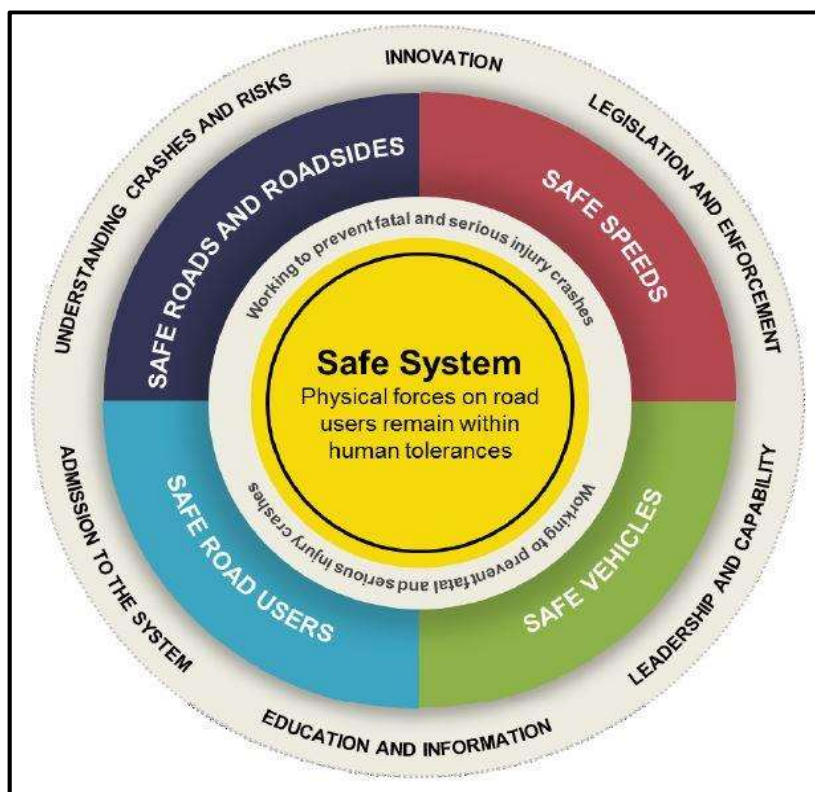 INNOVATION
LEGISLATION AND ENFORCEMENT
LEADERSHIP AND CAPABILITY
EDUCATION AND INFORMATION
ADMISSION TO THE SYSTEM
UNDERSTANDING CRASHES AND RISKS
SAFE ROADS AND ROADSIDES
SAFE SPEEDS
SAFE VEHICLES
SAFE ROAD USERS
Working to prevent fatal and serious injury crashes
Working to prevent fatal and serious injury crashes
Safe System
Physical forces on road
users remain within
human tolerances